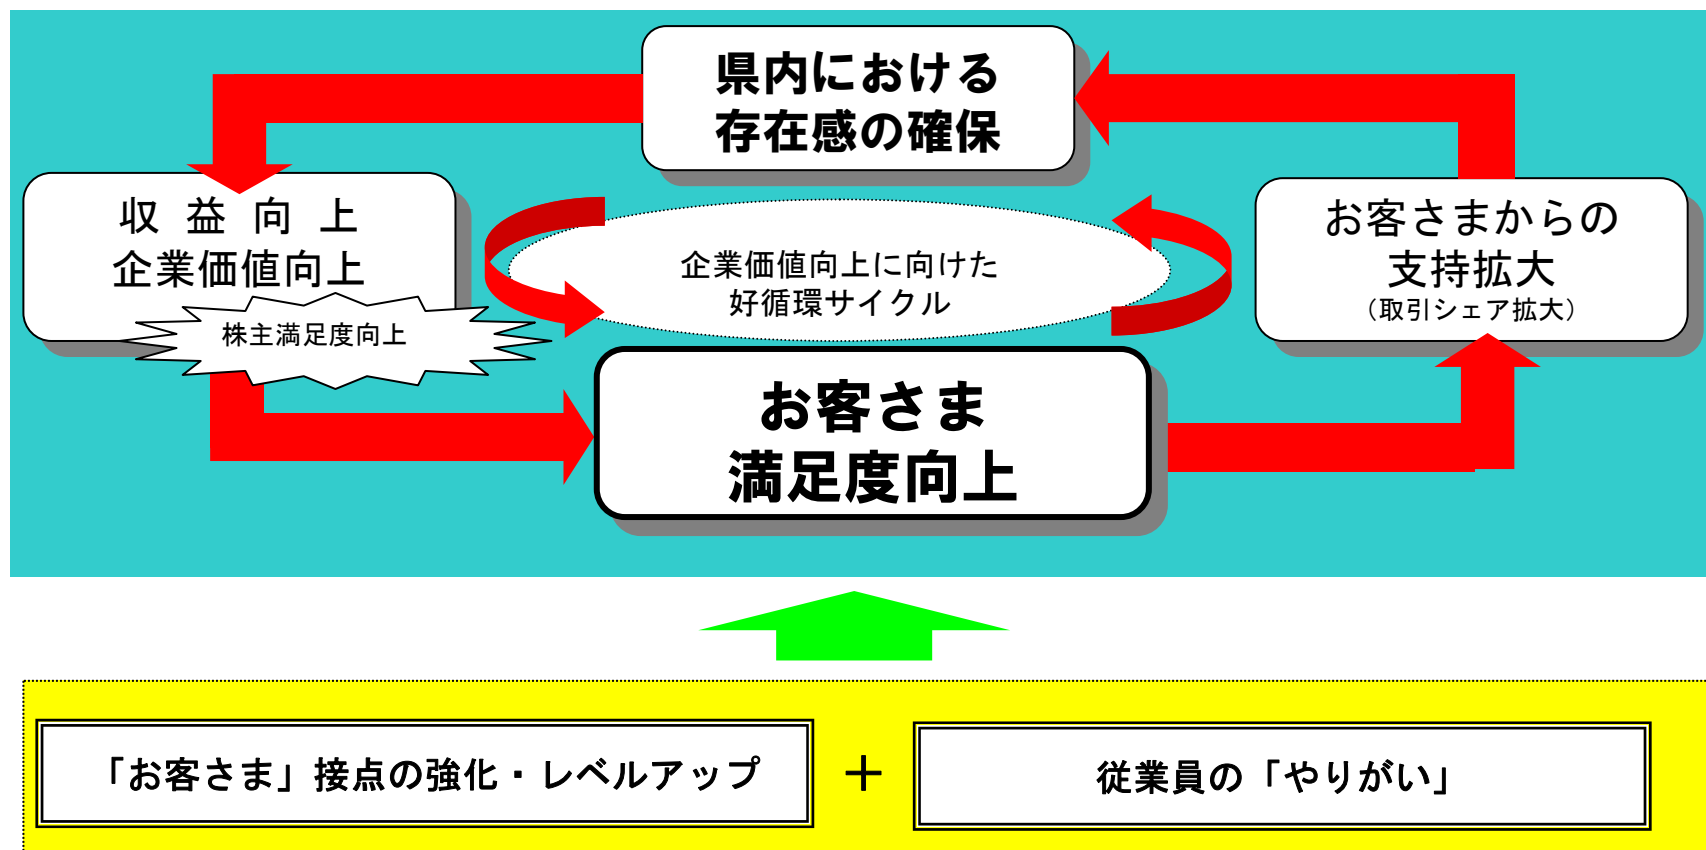 県内における
存在感の確保
収益向上
企業価値向上
株主満足度向上
企業価値向上に向けた
好循環サイクル
お客さまからの
支持拡大
（取引シェア拡大）
お客さま
満足度向上
「お客さま」接点の強化・レベルアップ
＋
従業員の「やりがい」